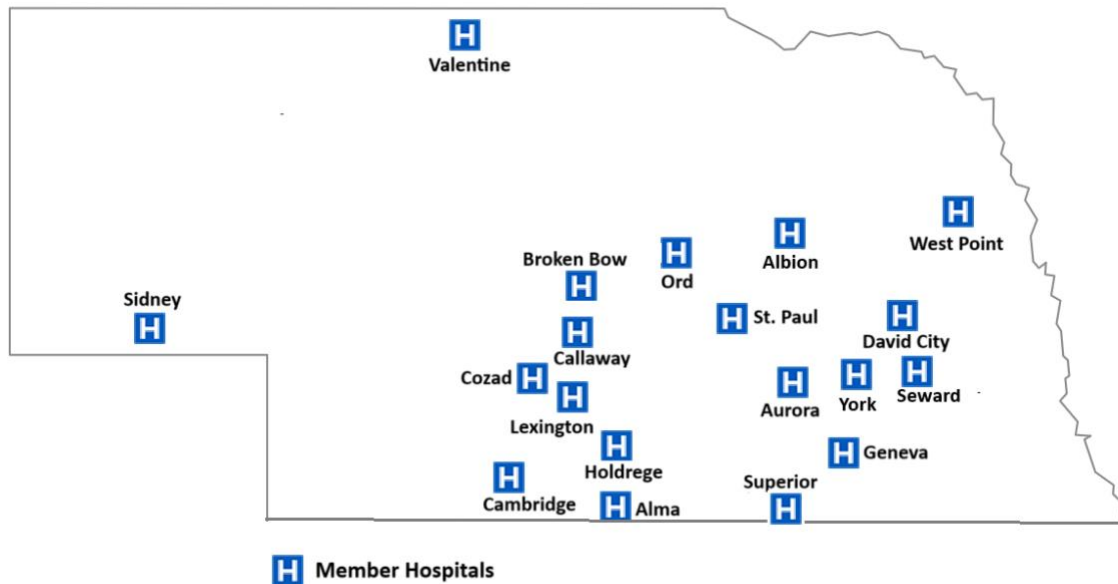 H
Valentine
H
West Point
H
Albion
H
Ord
Broken Bow
H
Sidney
H
H St. Paul
H
David City
H
Callaway
Cozad H
H
Lexington
H
Aurora
H
York
H
Seward
H
Holdrege
H Geneva
H
Cambridge
H Alma
Superior
H
H Member Hospitals